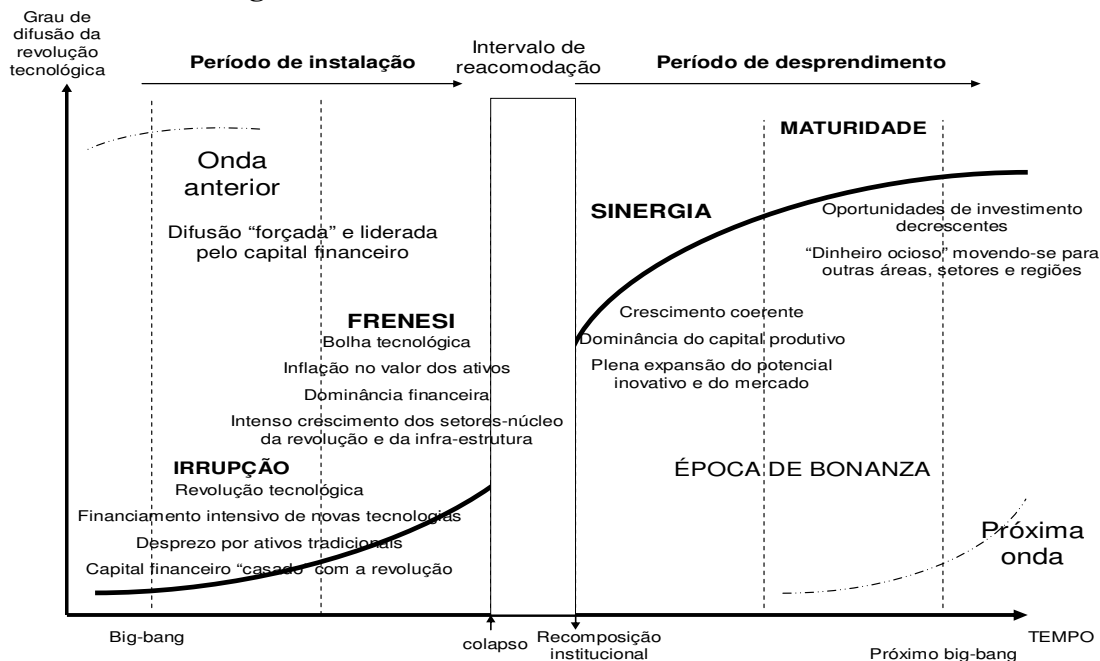 Grau de
difusão da
revolução
tecnológica
Período de instalação
Intervalo de
reacomodação
Período de desprendimento
MATURIDADE
Onda
anterior
Difusão “forçada” e liderada
pelo capital financeiro
SINERGIA
Oportunidades de investimento
decrescentes
“Dinheiro ocioso” movendo-se para
outras áreas, setores e regiões
FRENESI
Bolha tecnológica
Inflação no valor dos ativos
Dominância financeira
Intenso crescimento dos setores-núcleo
da revolução e da infra-estrutura
Crescimento coerente
Dominância do capital produtivo
Plena expansão do potencial
inovativo e do mercado
IRRUPÇÃO
Revolução tecnológica
Financiamento intensivo de novas tecnologias
Desprezo por ativos tradicionais
Capital financeiro “casado” com a revolução
ÉPOCA DE BONANZA
Próxima
onda
Big-bang
colapso
Recomposição
institucional
TEMPO
Próximo big-bang